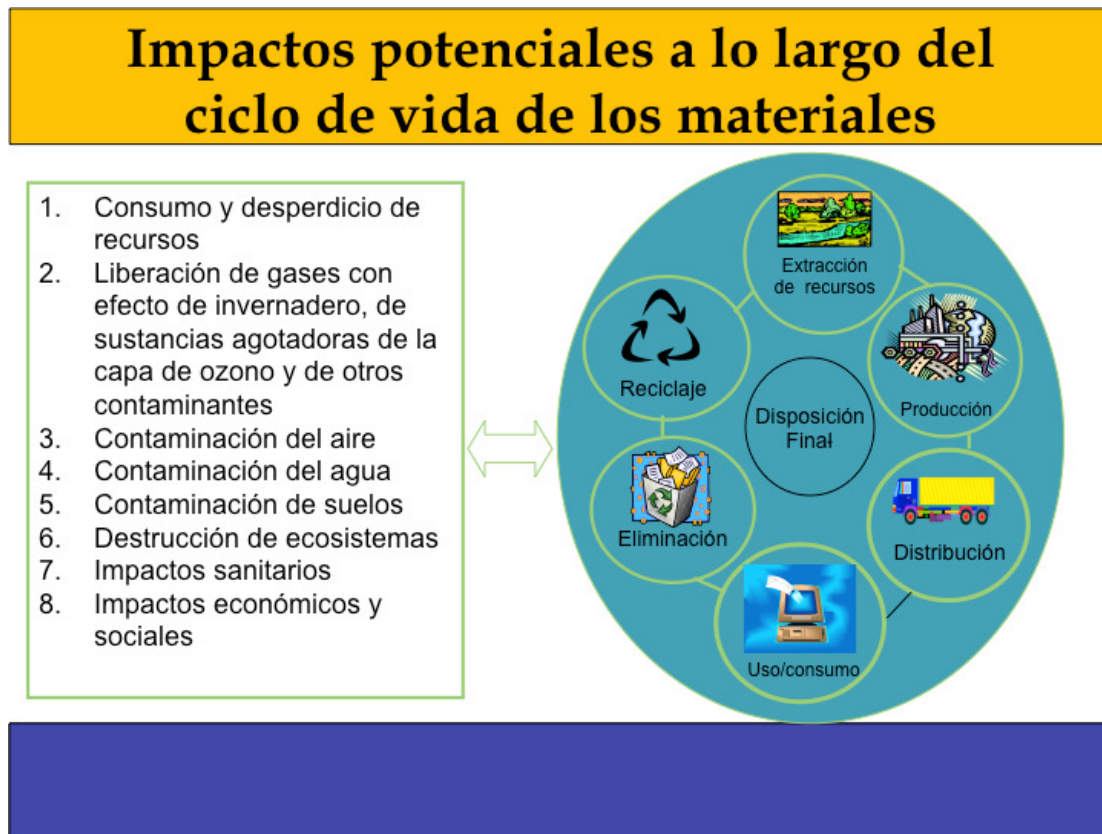 Impactos potenciales a lo largo del
ciclo de vida de los materiales
1. Consumo y desperdicio de
recursos
2. Liberación de gases con
efecto de invernadero, de
sustancias agotadoras de la
capa de ozono y de otros
contaminantes
3. Contaminación del aire
4. Contaminación del agua
5. Contaminación de suelos
6. Destrucción de ecosistemas
7. Impactos sanitarios
8. Impactos económicos y
sociales
Extracción
de recursos
Producción
Distribución
Uso/consumo
Eliminación
Reciclaje
Disposición
Final